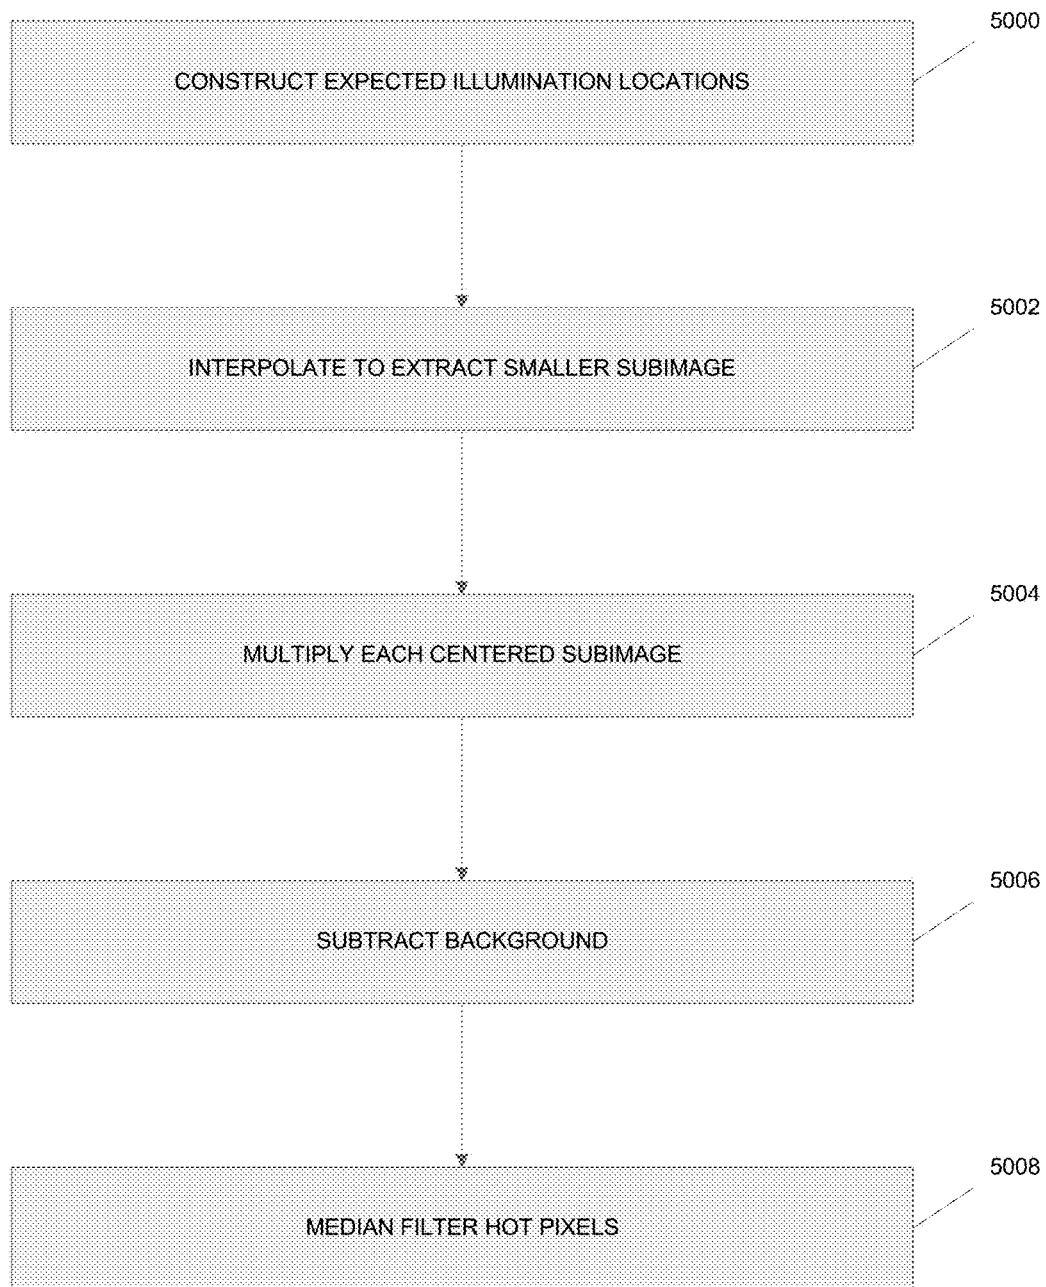 5000
CONSTRUCT EXPECTED ILLUMINATION LOCATIONS
5002
INTERPOLATE TO EXTRACT SMALLER SUBIMAGE
5004
MULTIPLY EACH CENTERED SUBIMAGE
5006
SUBTRACT BACKGROUND
5008
MEDIAN FILTER HOT PIXELS